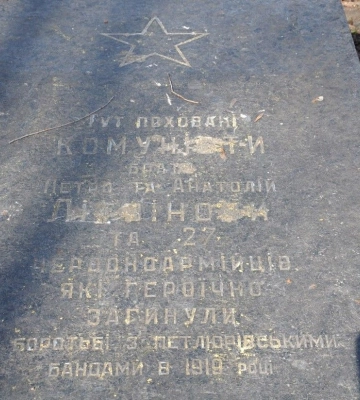 Тут поховані
комуністи
брати
Петро та Анатолій
та 27
червоноармійців,
які героїчно
загинули
боротьбі з петлюрівськими
бандами в 1919 році